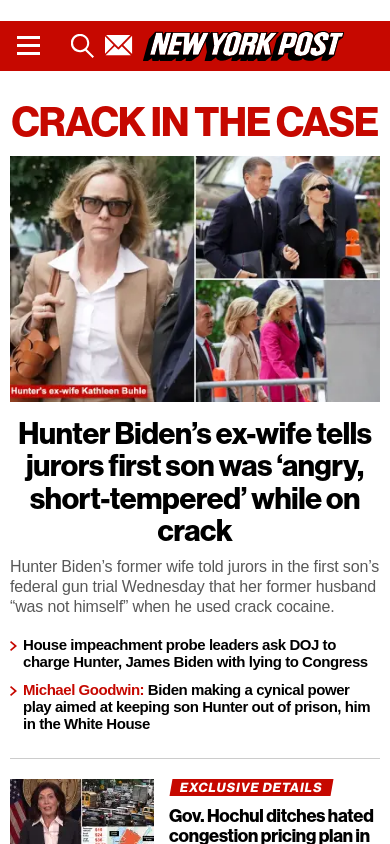 NEW YORK POST
CRACK IN THE CASE
Hunter's ex-wife Kathleen Buhle
Hunter Biden’s ex-wife tells
jurors first son was ‘angry,
short-tempered’ while on
crack
Hunter Biden’s former wife told jurors in the first son’s
federal gun trial Wednesday that her former husband
“was not himself” when he used crack cocaine.
House impeachment probe leaders ask DOJ to
charge Hunter, James Biden with lying to Congress
Michael Goodwin: Biden making a cynical power
play aimed at keeping son Hunter out of prison, him
in the White House
EXCLUSIVE DETAILS
Gov. Hochul ditches hated
congestion pricing plan in